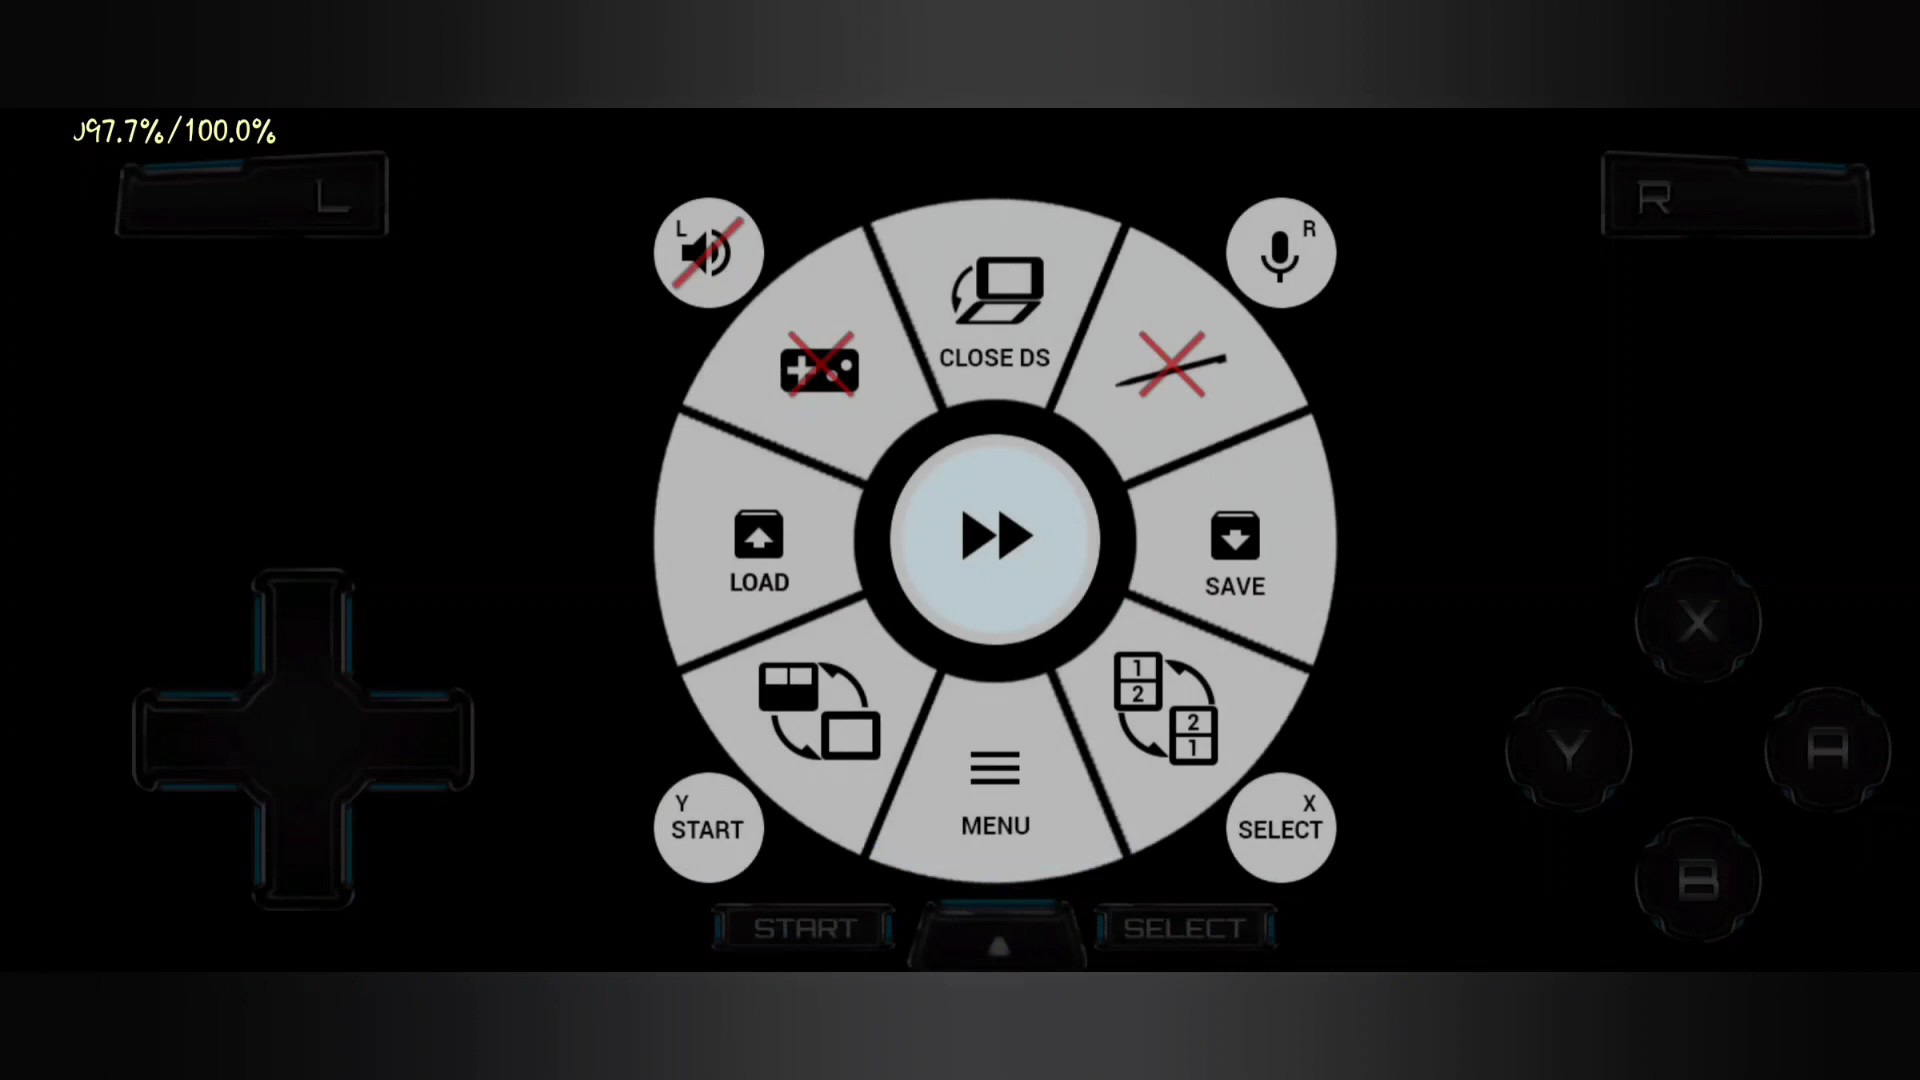 97.7%/100.0%
L
R
L
R
CLOSE DS
LOAD
SAVE
1
2
2
1
MENU
Y
START
X
SELECT
X
Y
A
B
START
SELECT